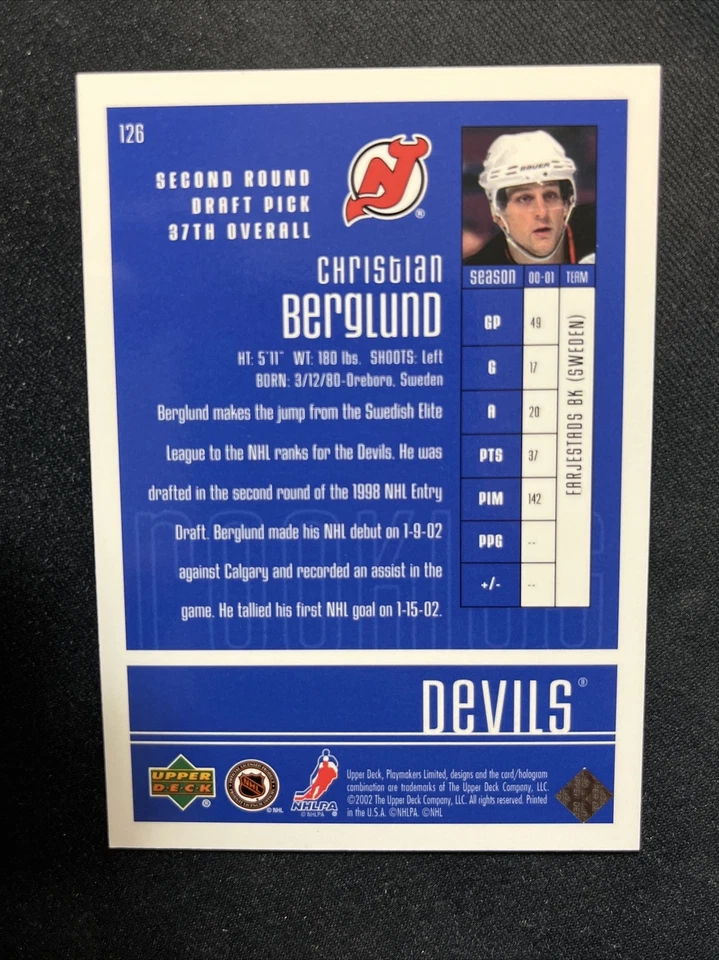 126
SECOND ROUND
DRAFT PICK
37TH OVERALL
®
BAUER
CHRISTIAN
BERGLUND
HT: 5'11" WT: 180 lbs. SHOOTS: Left
BORN: 3/12/80-Orebora, Sweden
Berglund makes the jump from the Swedish Elite
League to the NHL ranks for the Devils. He was
drafted in the second round of the 1998 NHL Entry
Draft. Berglund made his NHL debut on 1-9-02
against Calgary and recorded an assist in the
game. He tallied his first NHL goal on 1-15-02.
SEASON 00-01 TEAM
GP 49
G 17
A 20
PTS 37
PIM 142
PPG --
+/- --
FARJESTADS BK (SWEDEN)
ROOKIES
DEVILS®
UPPER
DECK
®
NHL
© NHL
NHLPA
© NHLPA
Upper Deck, Playmakers Limited, designs and the card/hologram
combination are trademarks of The Upper Deck Company, LLC.
©2002 The Upper Deck Company, LLC. All rights reserved. Printed
in the U.S.A. ©NHLPA. ©NHL